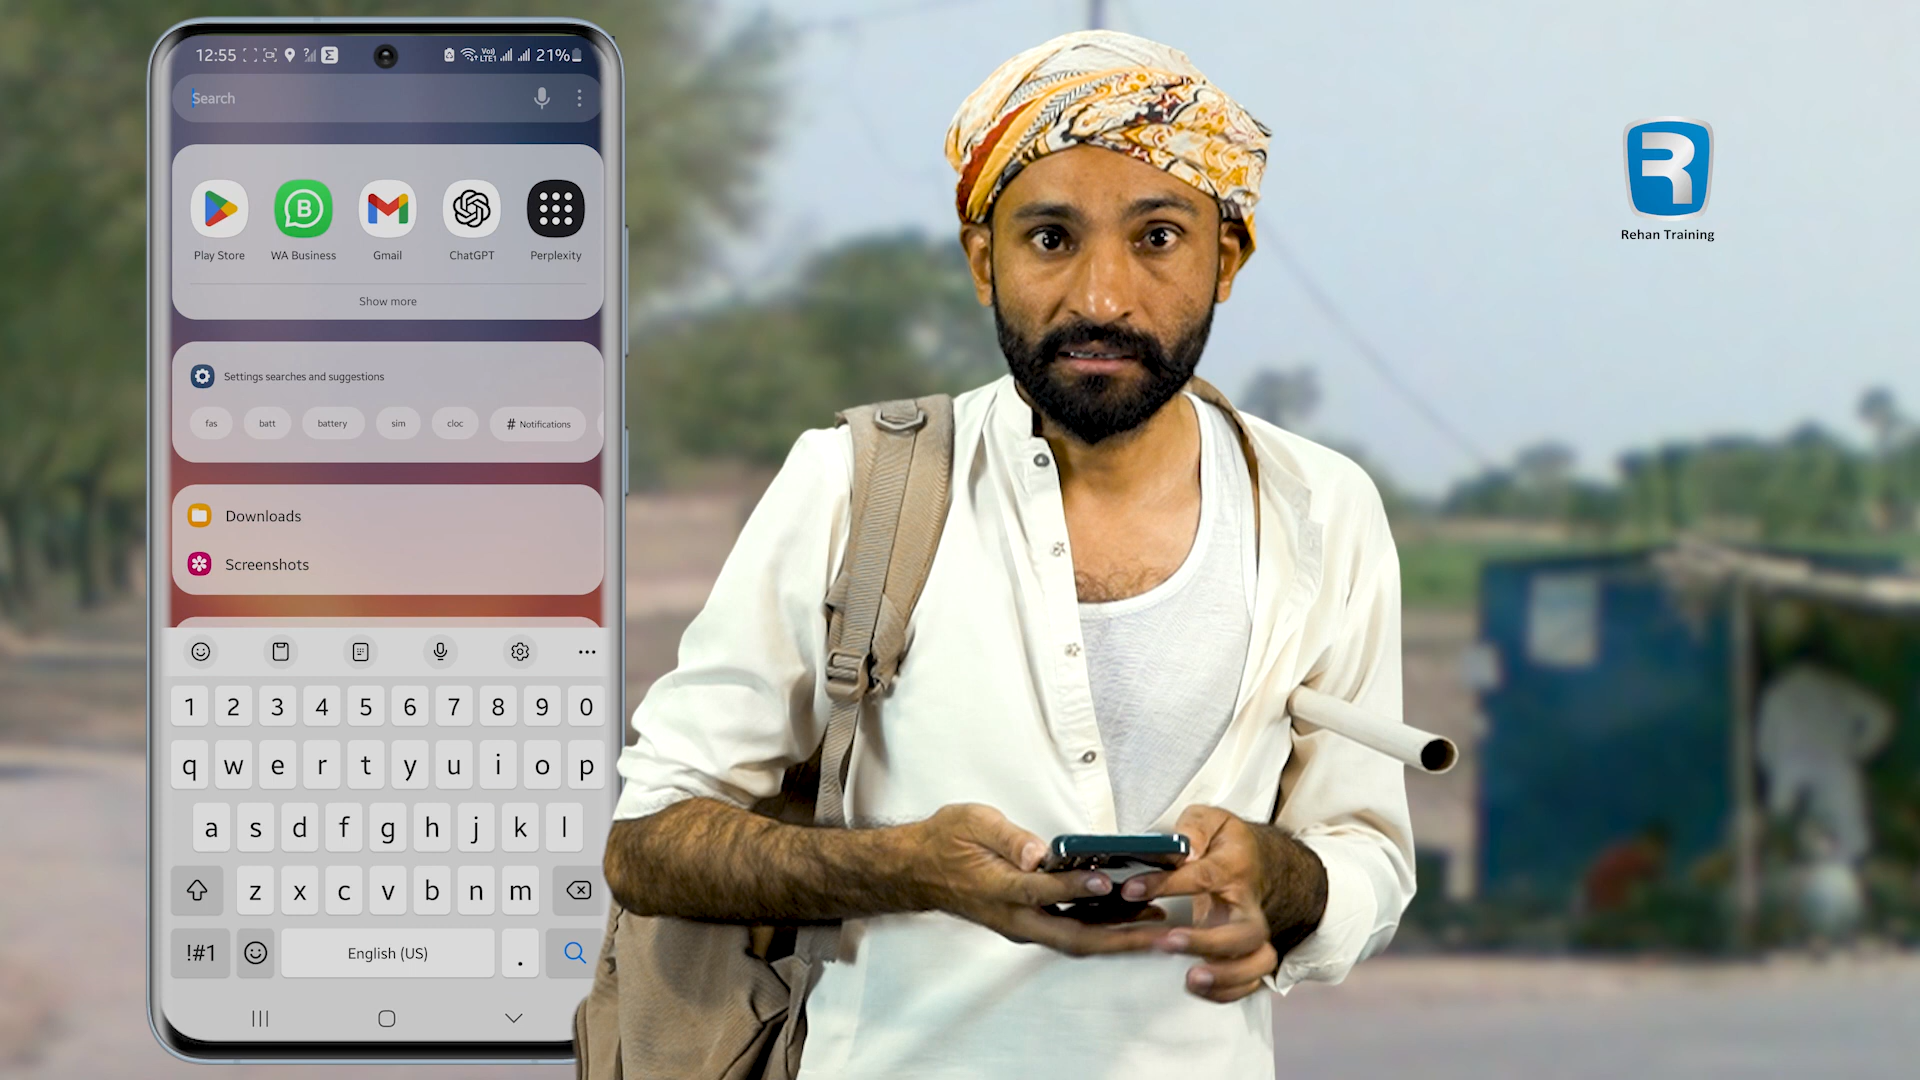 12:55
Vo)) LTE1
21%
Search
Play Store
WA Business
Gmail
ChatGPT
Perplexity
Show more
Settings searches and suggestions
fas
batt
battery
sim
cloc
# Notifications
Downloads
Screenshots
1 2 3 4 5 6 7 8 9 0
q w e r t y u i o p
a s d f g h j k l
z x c v b n m
!#1
English (US)
.
Rehan Training